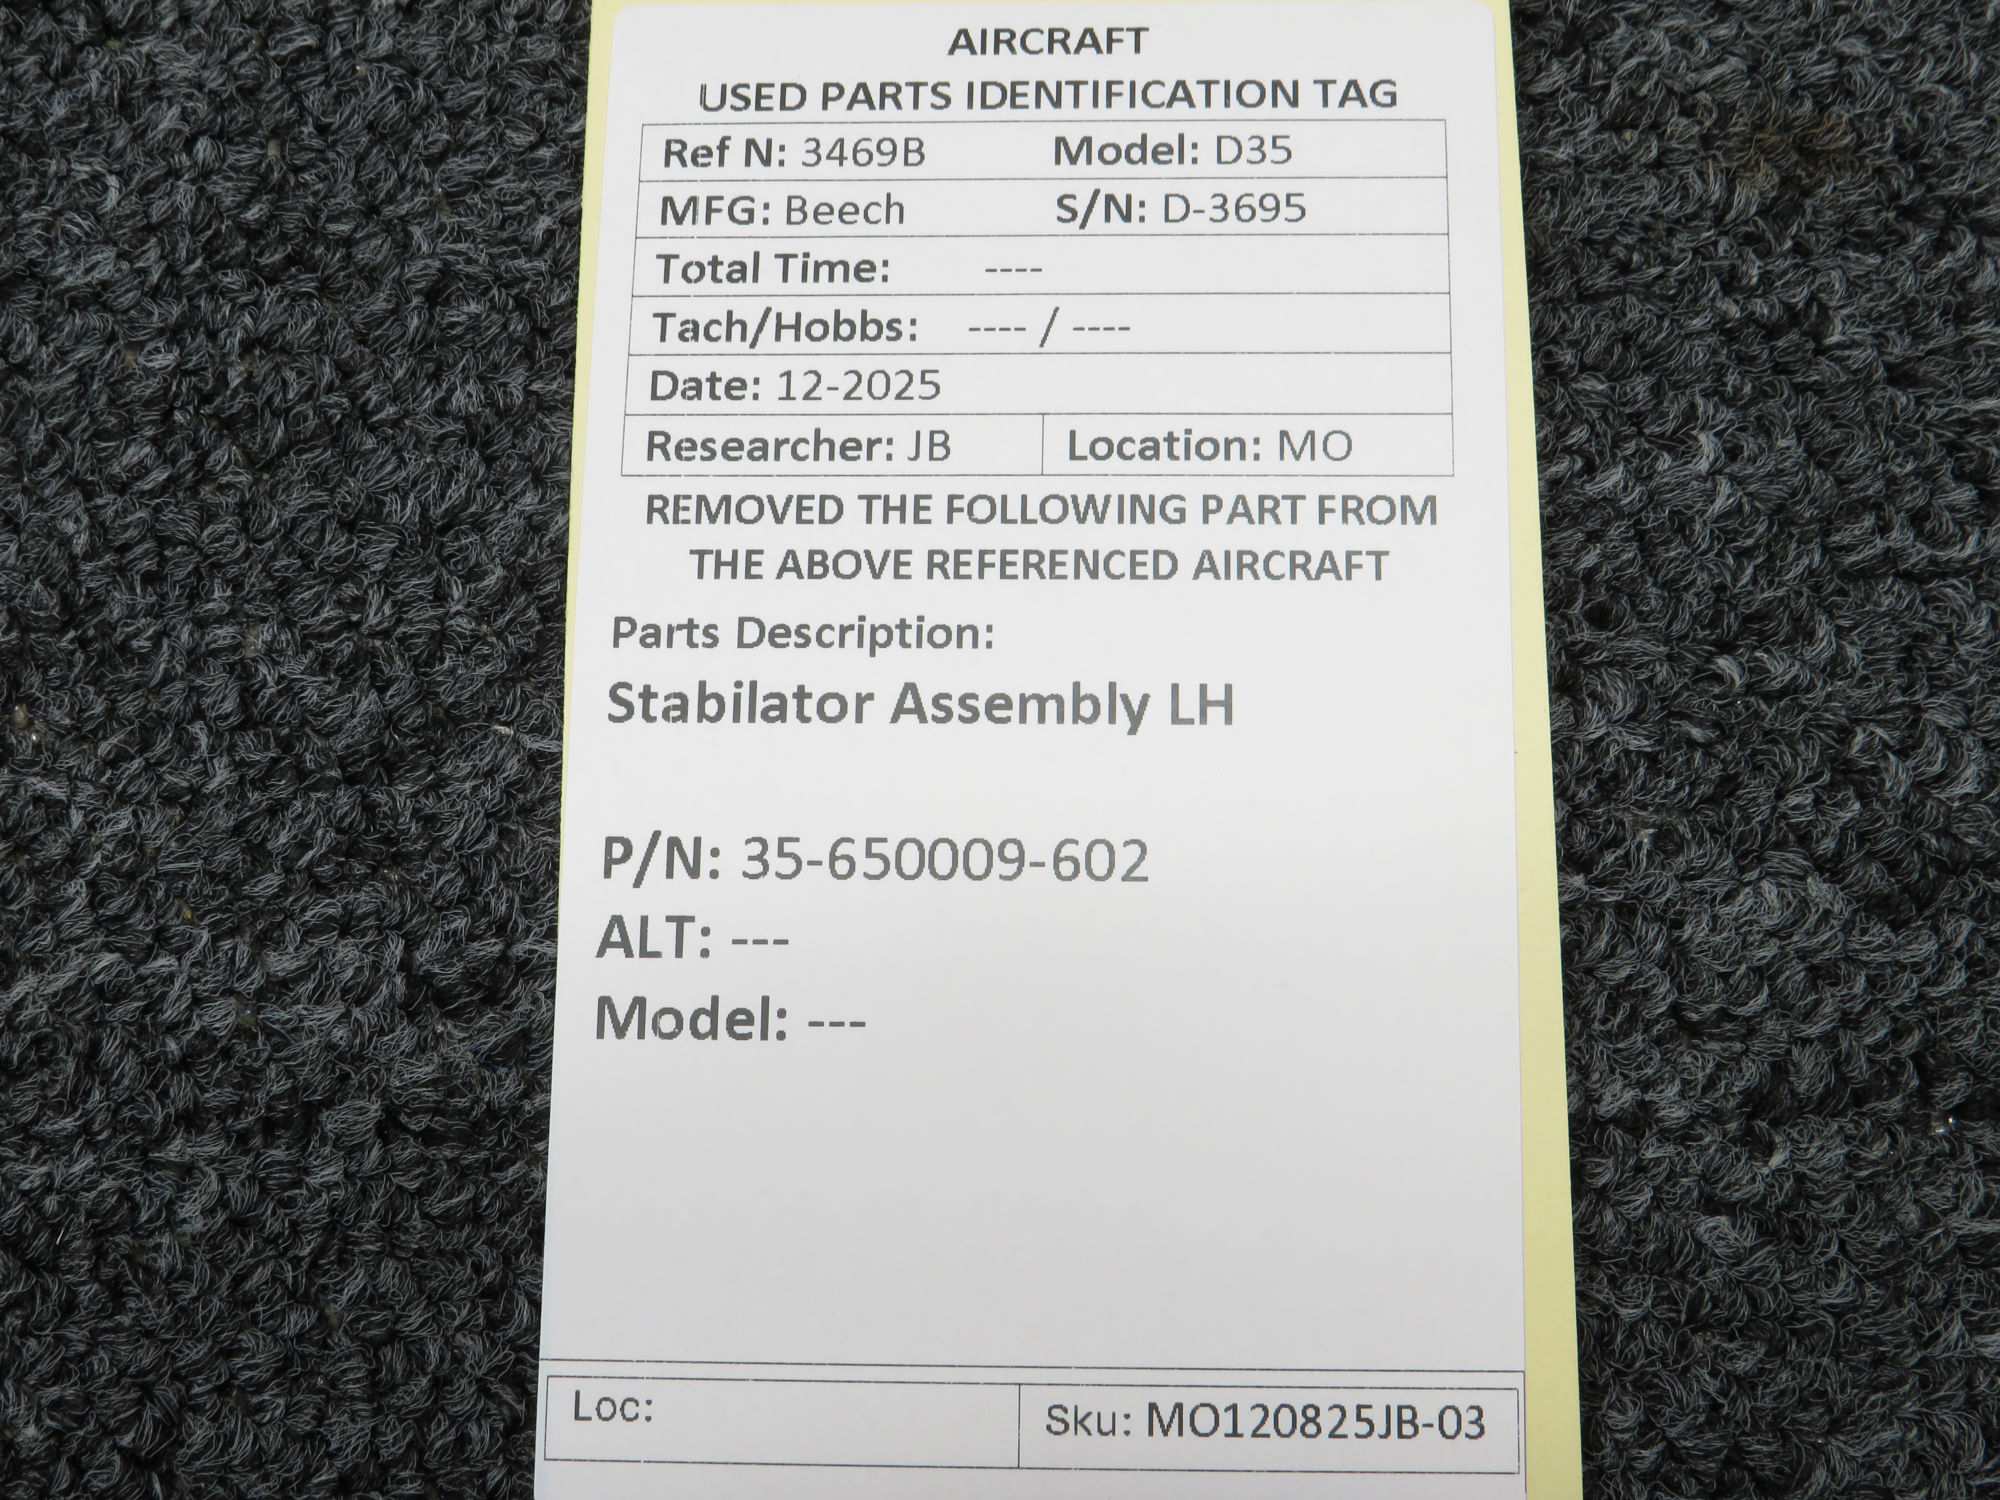 AIRCRAFT
USED PARTS IDENTIFICATION TAG
Ref N: 3469B Model: D35
MFG: Beech S/N: D-3695
Total Time: ----
Tach/Hobbs: ---- / ----
Date: 12-2025
Researcher: JB Location: MO
REMOVED THE FOLLOWING PART FROM
THE ABOVE REFERENCED AIRCRAFT
Parts Description:
Stabilator Assembly LH
P/N: 35-650009-602
ALT: ---
Model: ---
Loc: Sku: MO120825JB-03